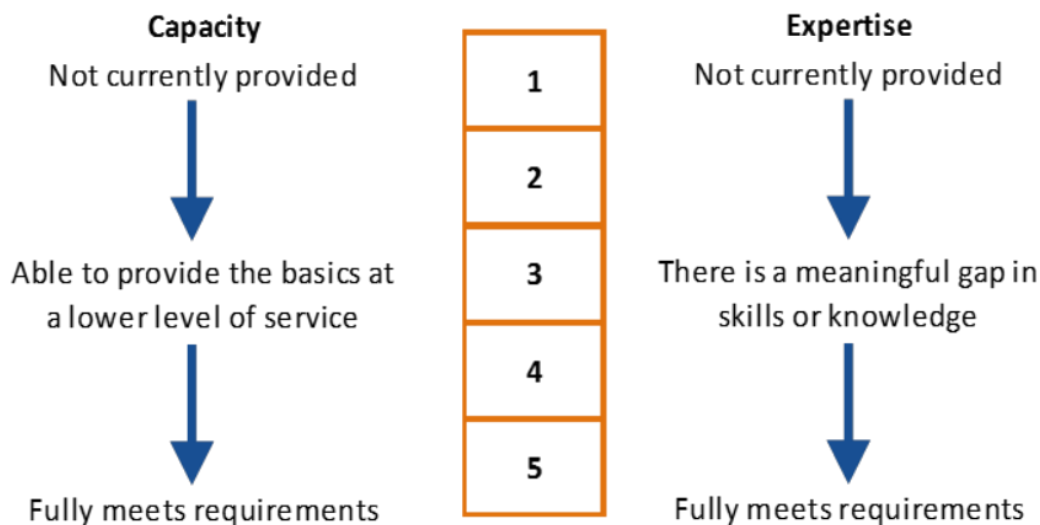 Capacity
Not currently provided
Able to provide the basics at
a lower level of service
Fully meets requirements
1
2
3
4
5
Expertise
Not currently provided
There is a meaningful gap in
skills or knowledge
Fully meets requirements